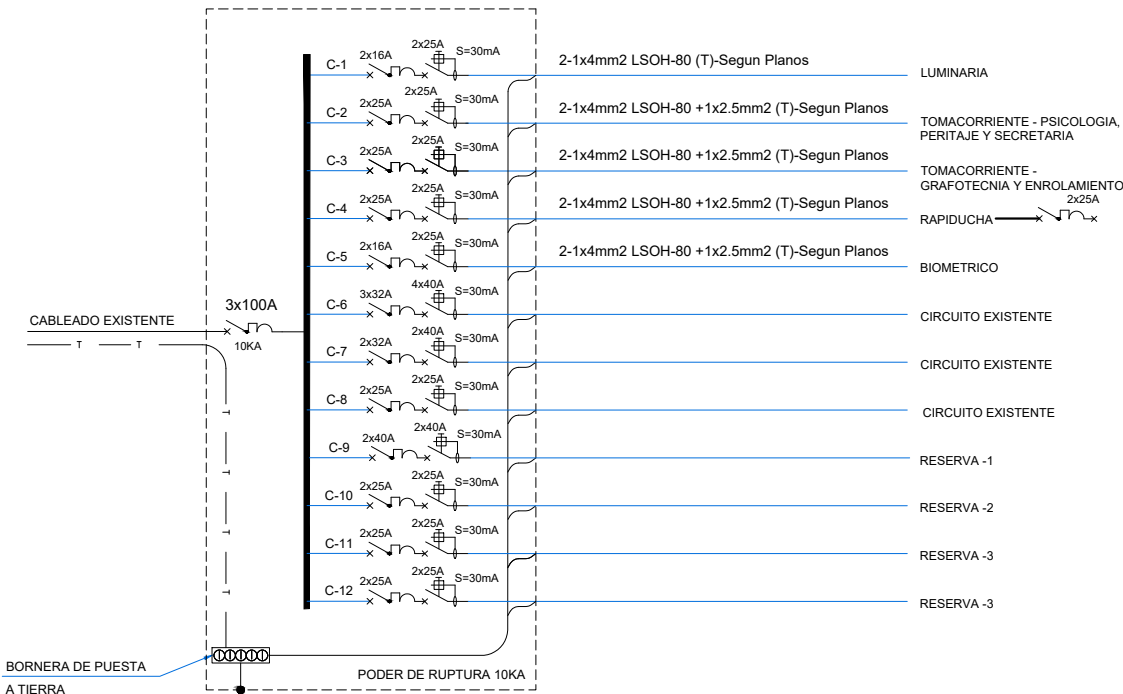 C-1 2x16A 2x25A S=30mA 2-1x4mm2 LSOH-80 (T)-Segun Planos LUMINARIA
C-2 2x25A 2x25A S=30mA 2-1x4mm2 LSOH-80 +1x2.5mm2 (T)-Segun Planos TOMACORRIENTE - PSICOLOGIA,
PERITAJE Y SECRETARIA
C-3 2x25A 2x25A S=30mA 2-1x4mm2 LSOH-80 +1x2.5mm2 (T)-Segun Planos TOMACORRIENTE -
GRAFOTECNIA Y ENROLAMIENTO
C-4 2x25A 2x25A S=30mA 2-1x4mm2 LSOH-80 +1x2.5mm2 (T)-Segun Planos RAPIDUCHA 2x25A
C-5 2x16A 2x25A S=30mA 2-1x4mm2 LSOH-80 +1x2.5mm2 (T)-Segun Planos BIOMETRICO
C-6 3x32A 4x40A S=30mA CIRCUITO EXISTENTE
CABLEADO EXISTENTE 3x100A
10KA
T T
C-7 2x32A 2x40A S=30mA CIRCUITO EXISTENTE
C-8 2x25A 2x25A S=30mA CIRCUITO EXISTENTE
T
C-9 2x40A 2x40A S=30mA RESERVA -1
T
C-10 2x25A 2x25A S=30mA RESERVA -2
T
C-11 2x25A 2x25A S=30mA RESERVA -3
T
C-12 2x25A 2x25A S=30mA RESERVA -3
BORNERA DE PUESTA
A TIERRA
PODER DE RUPTURA 10KA